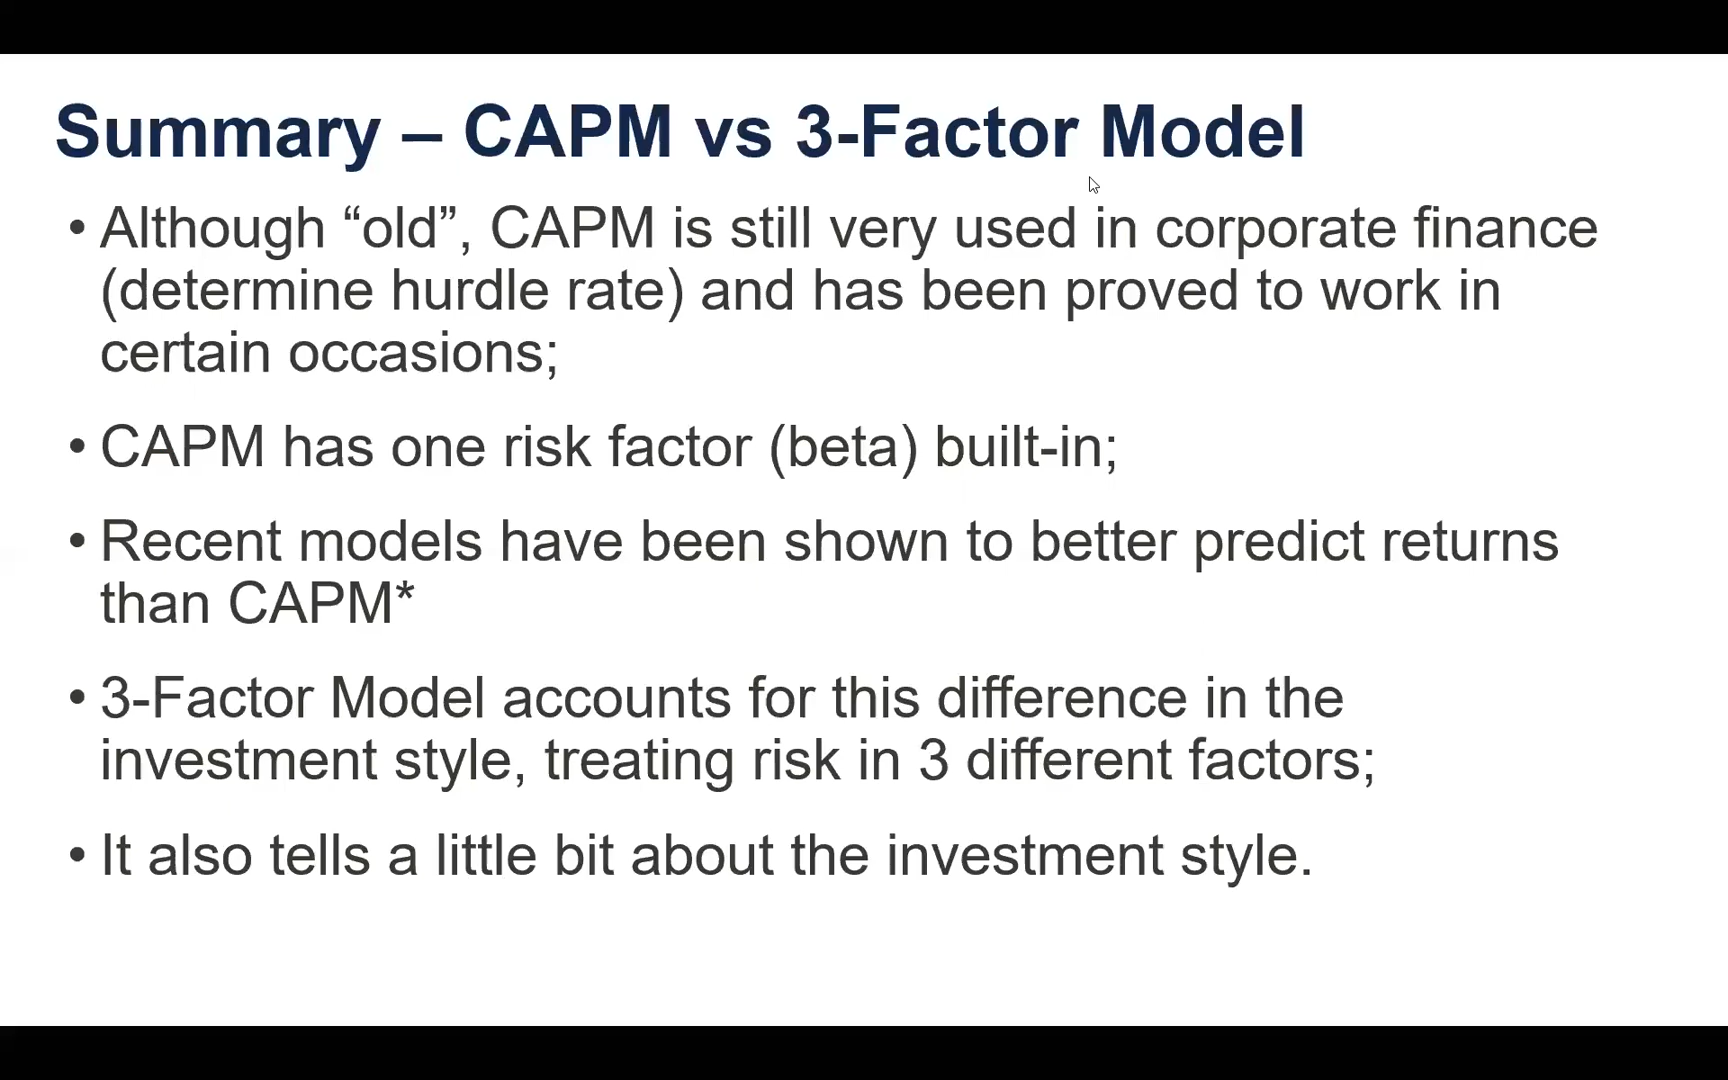 Summary – CAPM vs 3-Factor Model
• Although “old”, CAPM is still very used in corporate finance
(determine hurdle rate) and has been proved to work in
certain occasions;
• CAPM has one risk factor (beta) built-in;
• Recent models have been shown to better predict returns
than CAPM*
• 3-Factor Model accounts for this difference in the
investment style, treating risk in 3 different factors;
• It also tells a little bit about the investment style.